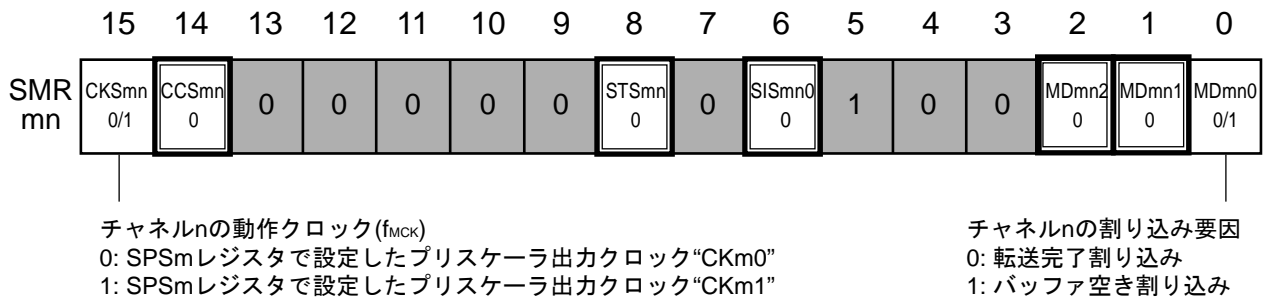 15 14 13 12 11 10 9 8 7 6 5 4 3 2 1 0
SMR
mn
CKSmn
0/1
CCSmn
0
0 0 0 0 0
STSmn
0
0
SISmn0
0
1 0 0
MDmn2
0
MDmn1
0
MDmn0
0/1
チャネルnの動作クロック(fMCK)
0: SPSmレジスタで設定したプリスケーラ出力クロック“CKm0”
1: SPSmレジスタで設定したプリスケーラ出力クロック“CKm1”
チャネルnの割り込み要因
0: 転送完了割り込み
1: バッファ空き割り込み